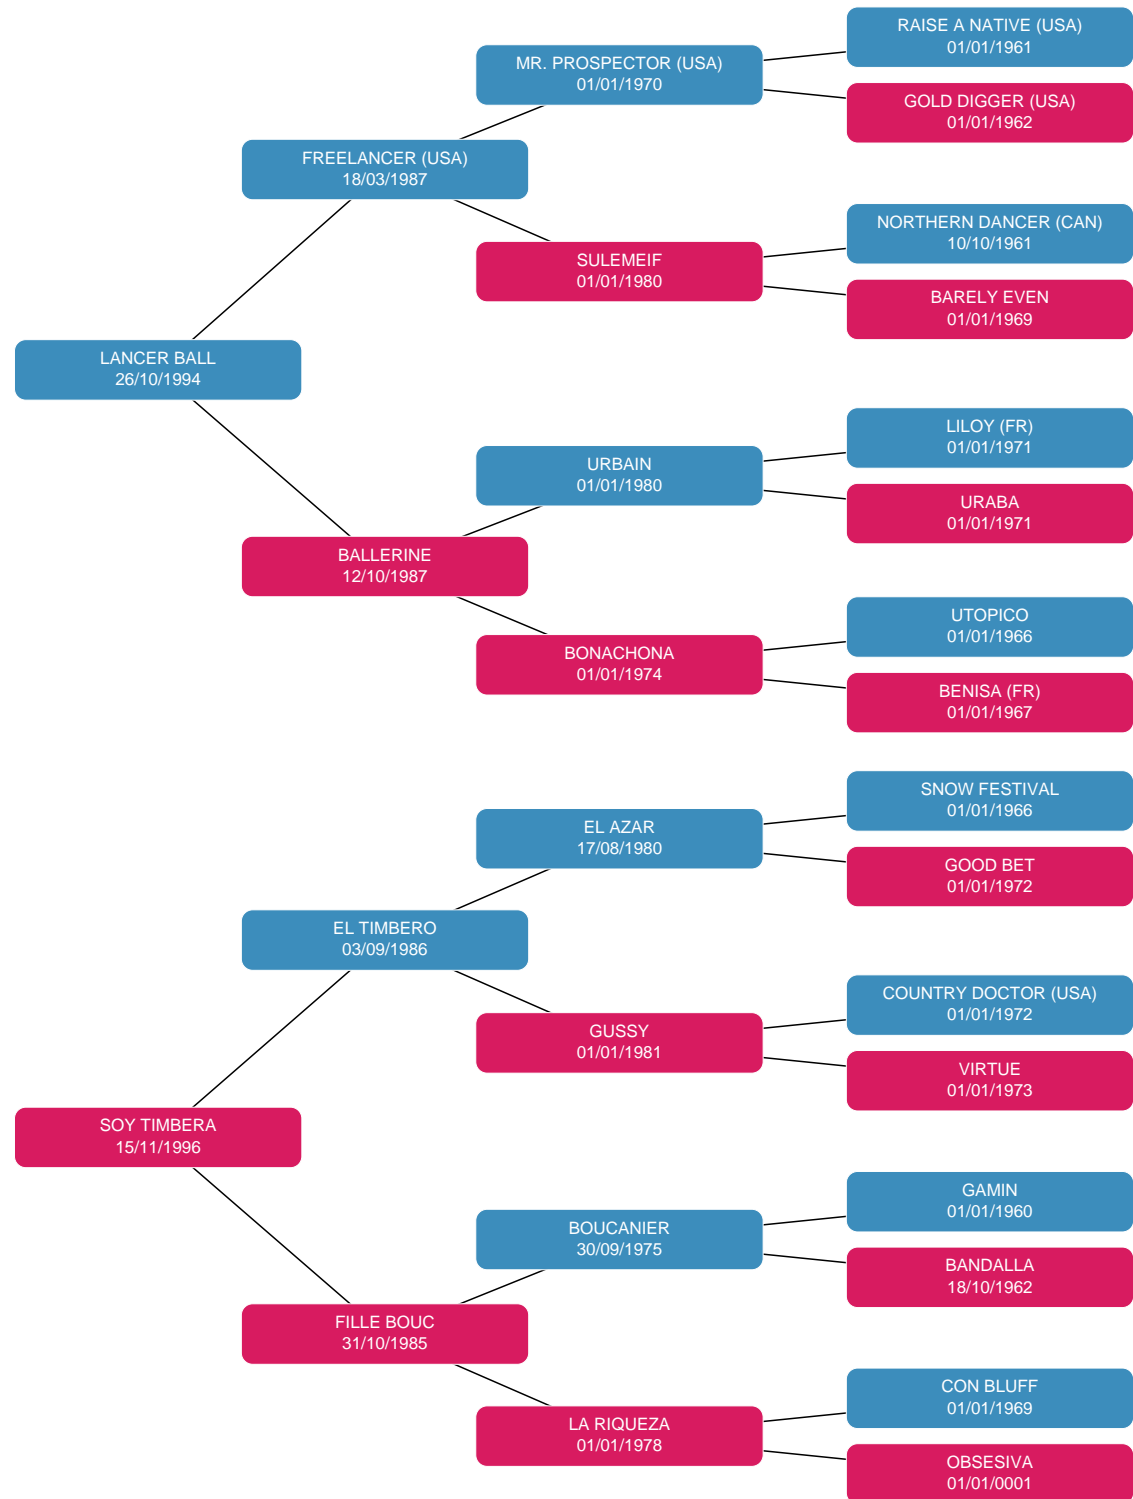 RAISE A NATIVE (USA)
01/01/1961
MR. PROSPECTOR (USA)
01/01/1970
GOLD DIGGER (USA)
01/01/1962
FREELANCER (USA)
18/03/1987
NORTHERN DANCER (CAN)
10/10/1961
SULEMEIF
01/01/1980
BARELY EVEN
01/01/1969
LANCER BALL
26/10/1994
LILOY (FR)
01/01/1971
URBAIN
01/01/1980
URABA
01/01/1971
BALLERINE
12/10/1987
UTOPICO
01/01/1966
BONACHONA
01/01/1974
BENISA (FR)
01/01/1967
SNOW FESTIVAL
01/01/1966
EL AZAR
17/08/1980
GOOD BET
01/01/1972
EL TIMBERO
03/09/1986
COUNTRY DOCTOR (USA)
01/01/1972
GUSSY
01/01/1981
VIRTUE
01/01/1973
SOY TIMBERA
15/11/1996
GAMIN
01/01/1960
BOUCANIER
30/09/1975
BANDALLA
18/10/1962
FILLE BOUC
31/10/1985
CON BLUFF
01/01/1969
LA RIQUEZA
01/01/1978
OBSESIVA
01/01/0001